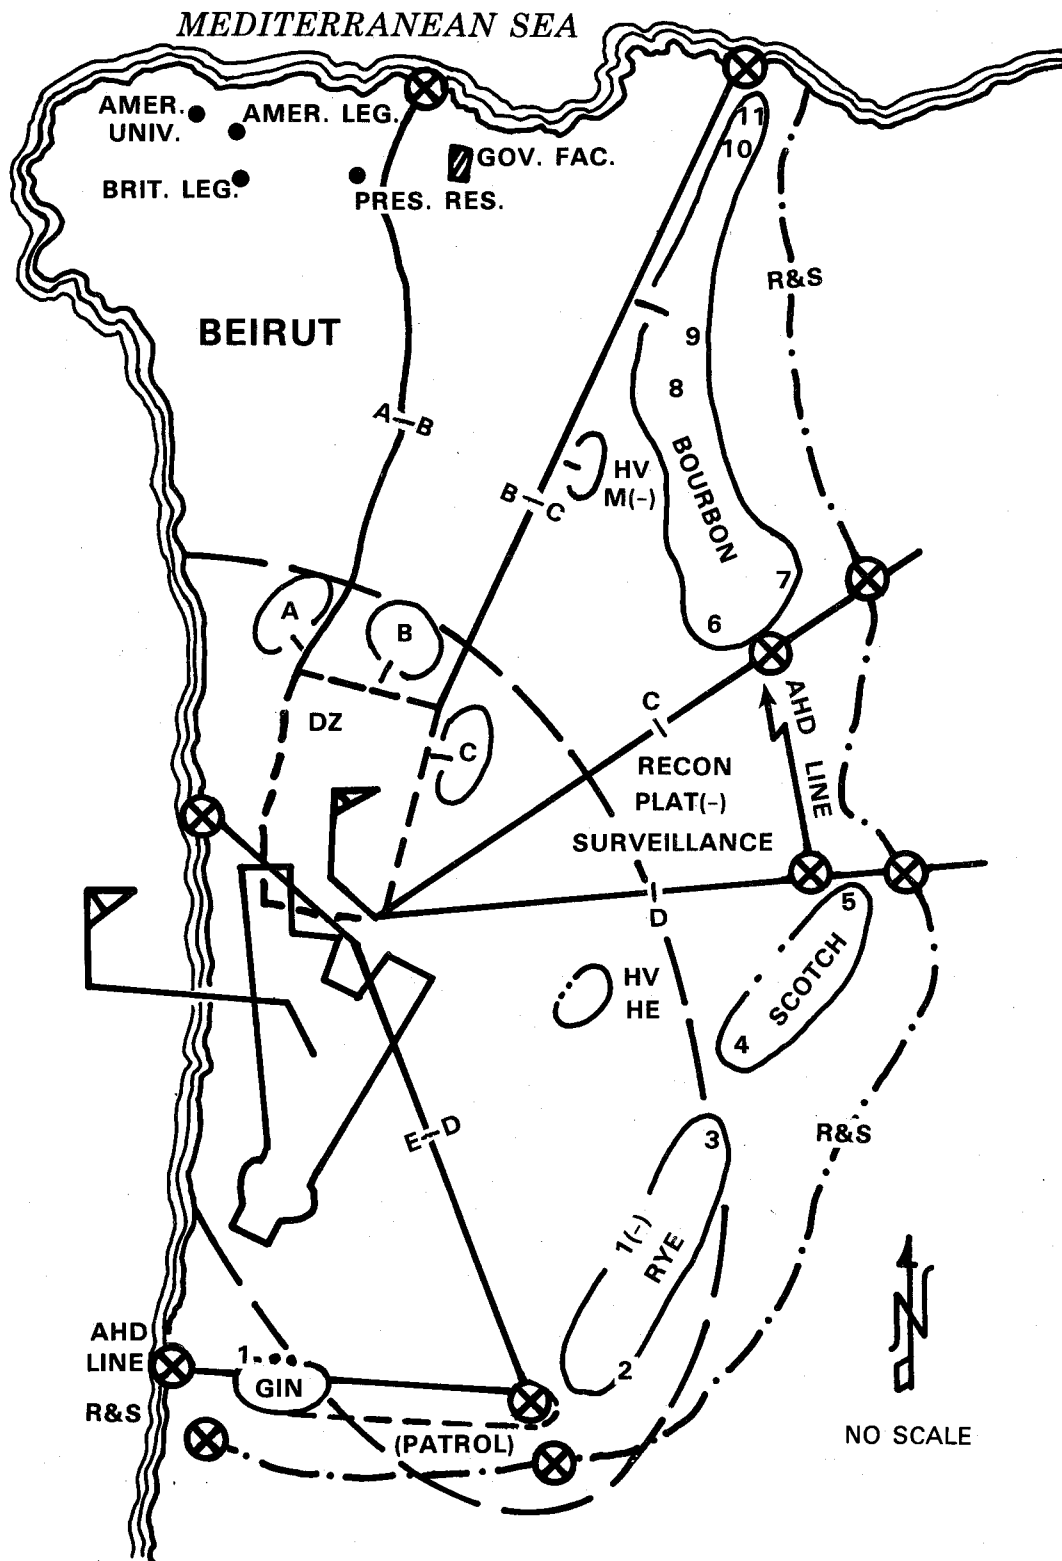 MEDITERRANEAN SEA
AMER.
UNIV.
AMER. LEG.
BRIT. LEG.
PRES. RES.
GOV. FAC.
11
10
R&S
BEIRUT
9
8
A-B
HV
M(-)
B-C
BOURBON
7
6
A
B
C
DZ
C
AHD LINE
RECON
PLAT(-)
SURVEILLANCE
D
5
SCOTCH
4
HV
HE
E-D
3
R&S
1(-)
RYE
2
AHD
LINE
1
GIN
R&S
(PATROL)
N
NO SCALE